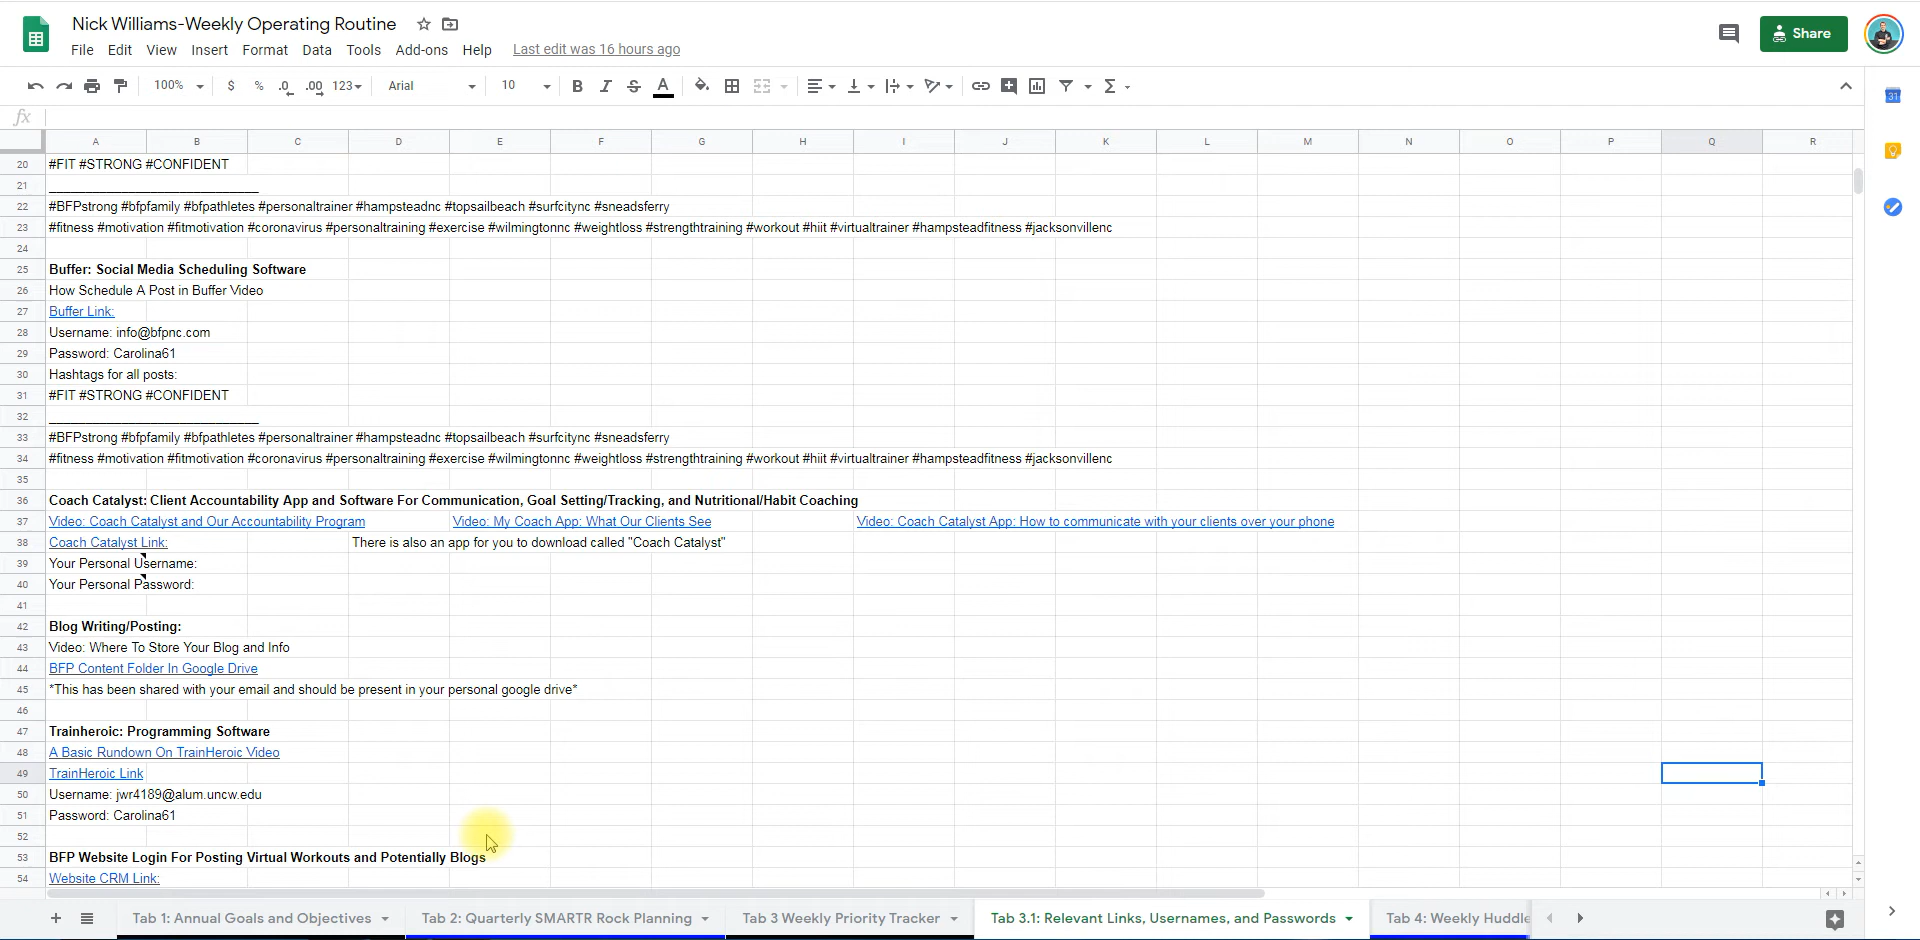 Nick Williams-Weekly Operating Routine
File Edit View Insert Format Data Tools Add-ons Help Last edit was 16 hours ago
Share
100% $ % .0 .00 123 Arial 10 B I S A
fx
A B C D E F G H I J K L M N O P Q R
20 #FIT #STRONG #CONFIDENT
21 ______________________________
22 #BFPstrong #bfpfamily #bfpathletes #personaltrainer #hampsteadnc #topsailbeach #surfcitync #sneadsferry
23 #fitness #motivation #fitmotivation #coronavirus #personaltraining #exercise #wilmingtonnc #weightloss #strengthtraining #workout #hiit #virtualtrainer #hampsteadfitness #jacksonvillenc
24
25 Buffer: Social Media Scheduling Software
26 How Schedule A Post in Buffer Video
27 Buffer Link:
28 Username: info@bfpnc.com
29 Password: Carolina61
30 Hashtags for all posts:
31 #FIT #STRONG #CONFIDENT
32 ______________________________
33 #BFPstrong #bfpfamily #bfpathletes #personaltrainer #hampsteadnc #topsailbeach #surfcitync #sneadsferry
34 #fitness #motivation #fitmotivation #coronavirus #personaltraining #exercise #wilmingtonnc #weightloss #strengthtraining #workout #hiit #virtualtrainer #hampsteadfitness #jacksonvillenc
35
36 Coach Catalyst: Client Accountability App and Software For Communication, Goal Setting/Tracking, and Nutritional/Habit Coaching
37 Video: Coach Catalyst and Our Accountability Program Video: My Coach App: What Our Clients See Video: Coach Catalyst App: How to communicate with your clients over your phone
38 Coach Catalyst Link: There is also an app for you to download called "Coach Catalyst"
39 Your Personal Username:
40 Your Personal Password:
41
42 Blog Writing/Posting:
43 Video: Where To Store Your Blog and Info
44 BFP Content Folder In Google Drive
45 *This has been shared with your email and should be present in your personal google drive*
46
47 Trainheroic: Programming Software
48 A Basic Rundown On TrainHeroic Video
49 TrainHeroic Link
50 Username: jwr4189@alum.uncw.edu
51 Password: Carolina61
52
53 BFP Website Login For Posting Virtual Workouts and Potentially Blogs
54 Website CRM Link:
Tab 1: Annual Goals and Objectives Tab 2: Quarterly SMARTR Rock Planning Tab 3 Weekly Priority Tracker Tab 3.1: Relevant Links, Usernames, and Passwords Tab 4: Weekly Huddle